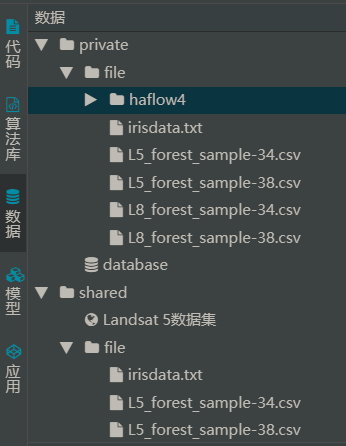 代码
算法库
数据
模型
应用
数据
private
file
haflow4
irisdata.txt
L5_forest_sample-34.csv
L5_forest_sample-38.csv
L8_forest_sample-34.csv
L8_forest_sample-38.csv
database
shared
Landsat 5数据集
file
irisdata.txt
L5_forest_sample-34.csv
L5_forest_sample-38.csv